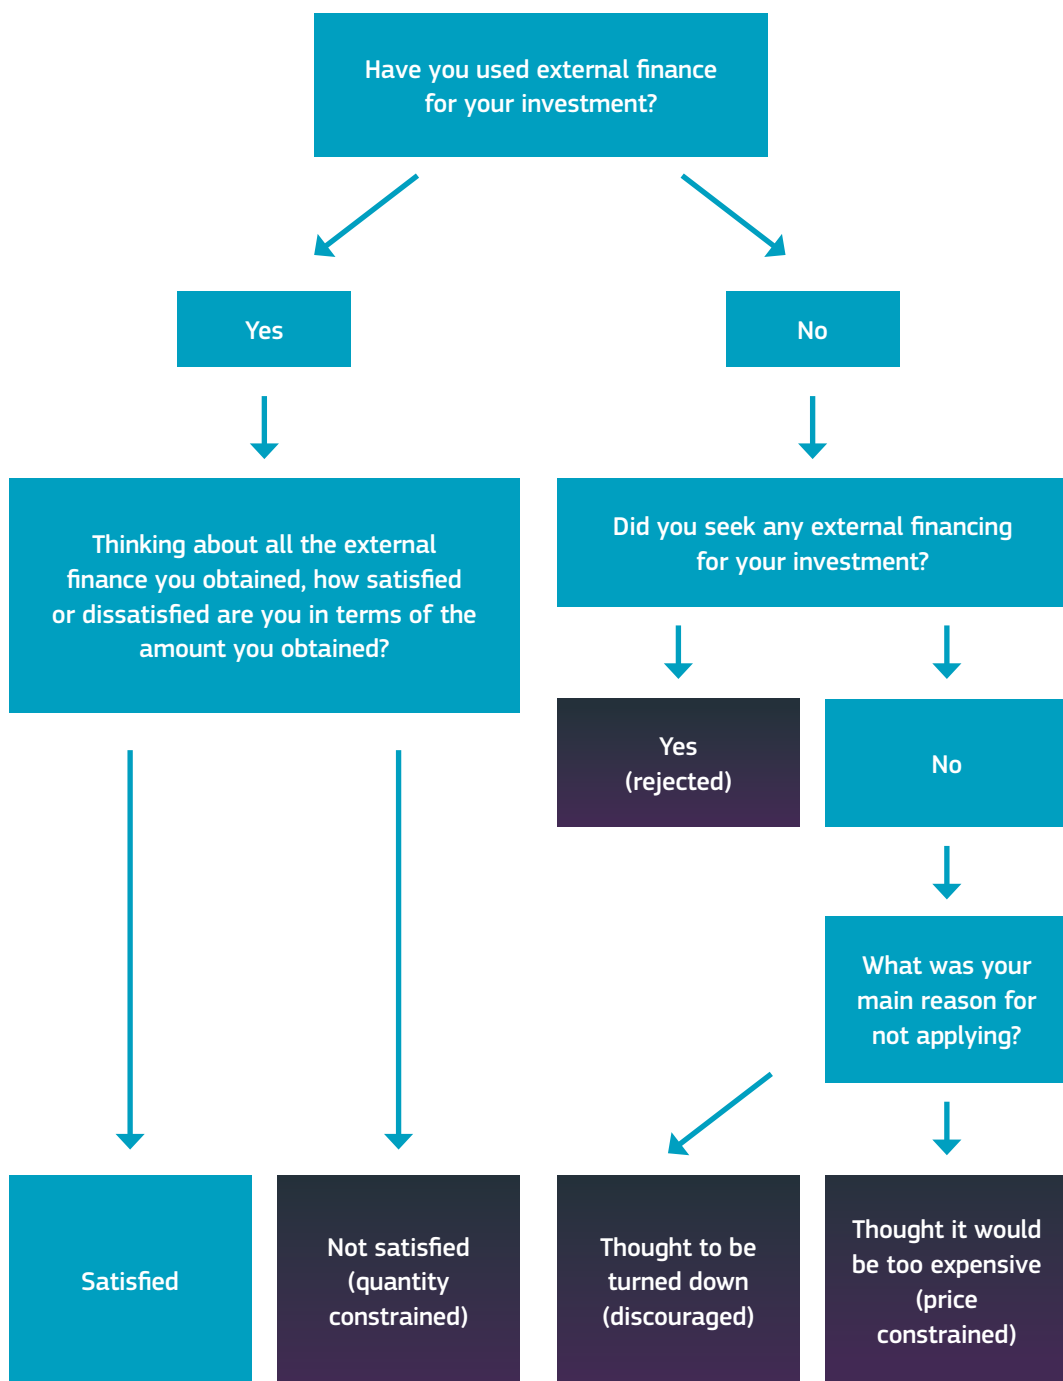 Have you used external finance
for your investment?
Yes
No
Thinking about all the external
finance you obtained, how satisfied
or dissatisfied are you in terms of the
amount you obtained?
Did you seek any external financing
for your investment?
Yes
(rejected)
No
What was your
main reason for
not applying?
Satisfied
Not satisfied
(quantity
constrained)
Thought to be
turned down
(discouraged)
Thought it would
be too expensive
(price
constrained)